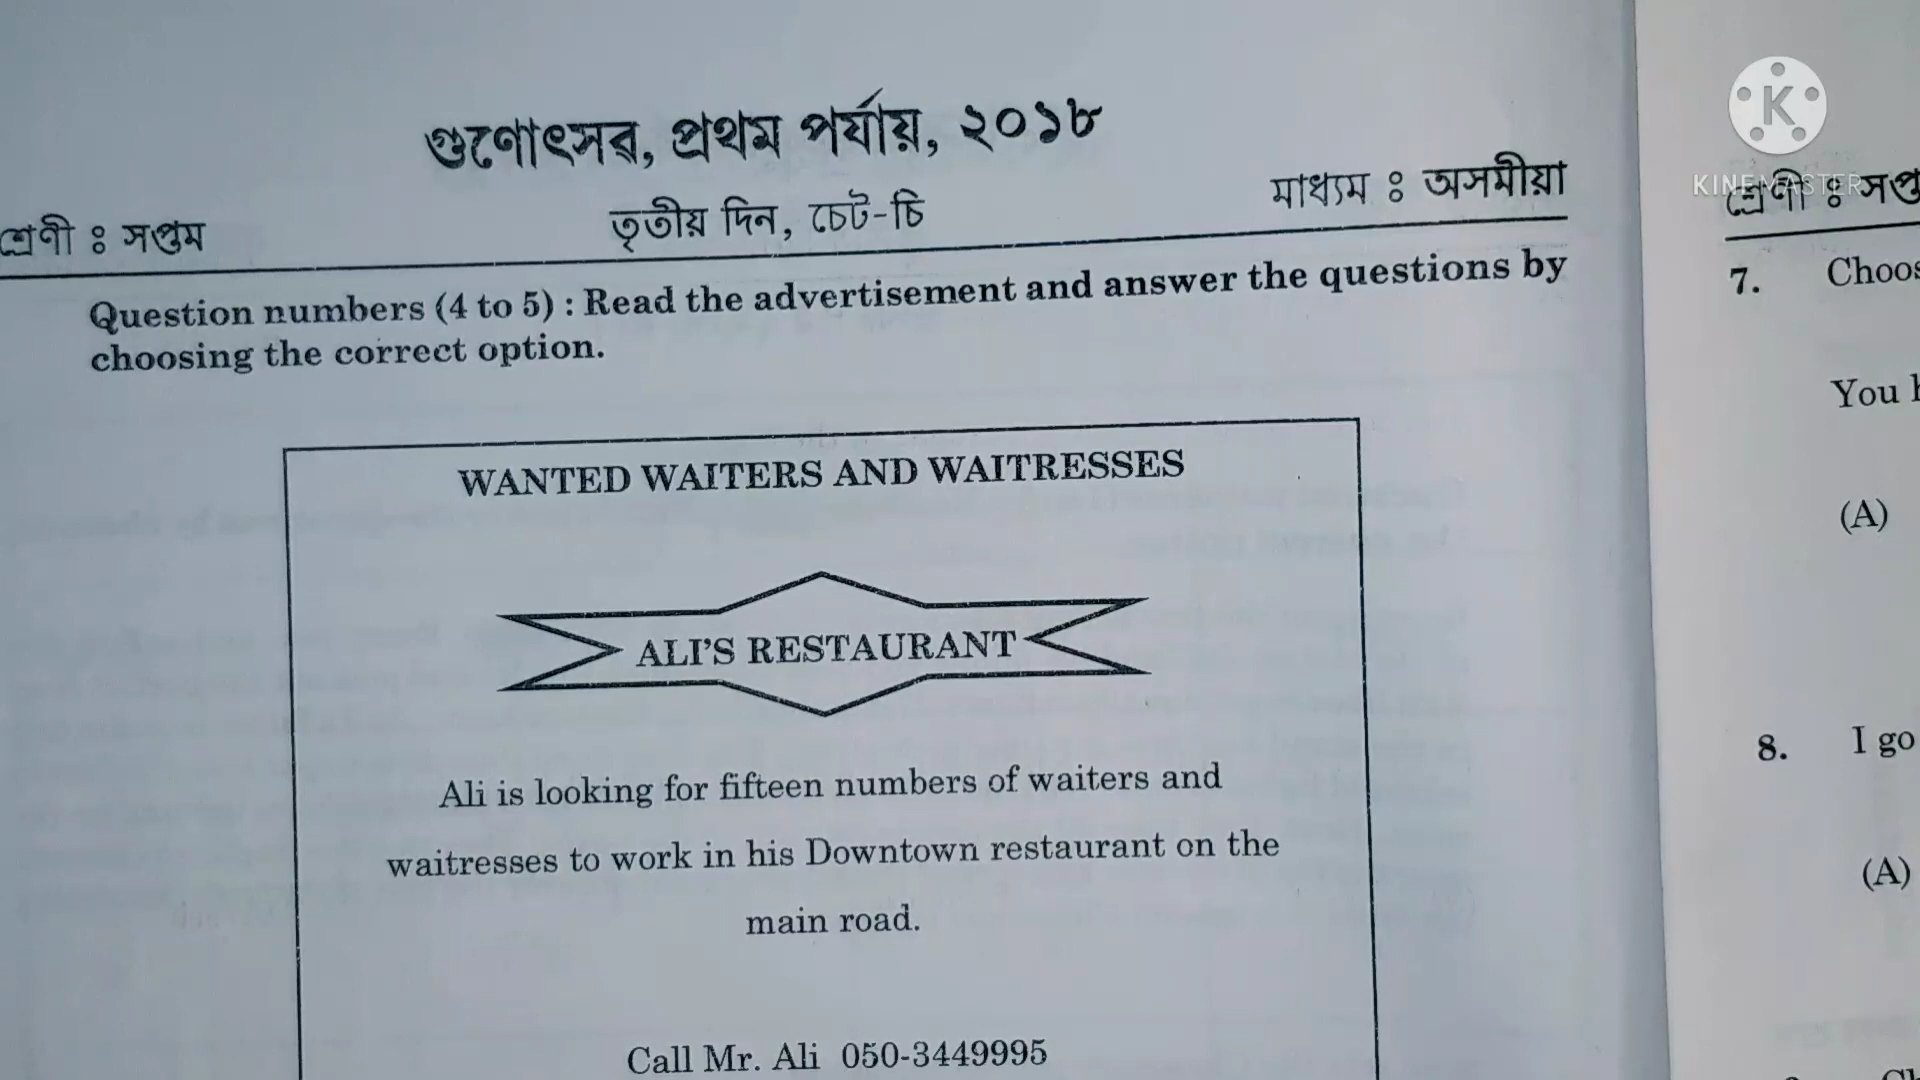 গুণোৎসৱ, প্ৰথম পৰ্যায়, ২০১৮
শ্ৰেণী ঃ সপ্তম
তৃতীয় দিন, চেট-চি
মাধ্যম ঃ অসমীয়া
Question numbers (4 to 5) : Read the advertisement and answer the questions by
choosing the correct option.
WANTED WAITERS AND WAITRESSES
ALI'S RESTAURANT
Ali is looking for fifteen numbers of waiters and
waitresses to work in his Downtown restaurant on the
main road.
Call Mr. Ali 050-3449995
K
KINEMASTER
শ্ৰেণী ঃ
7.
You
(A)
8. I go
(A)